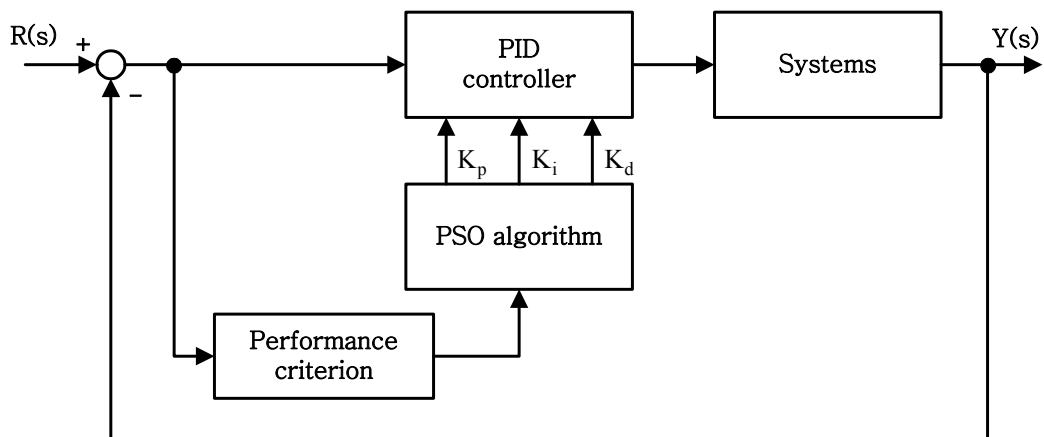 R(s)
+
−
PID
controller
Systems
Y(s)
K_p
K_i
K_d
PSO algorithm
Performance
criterion